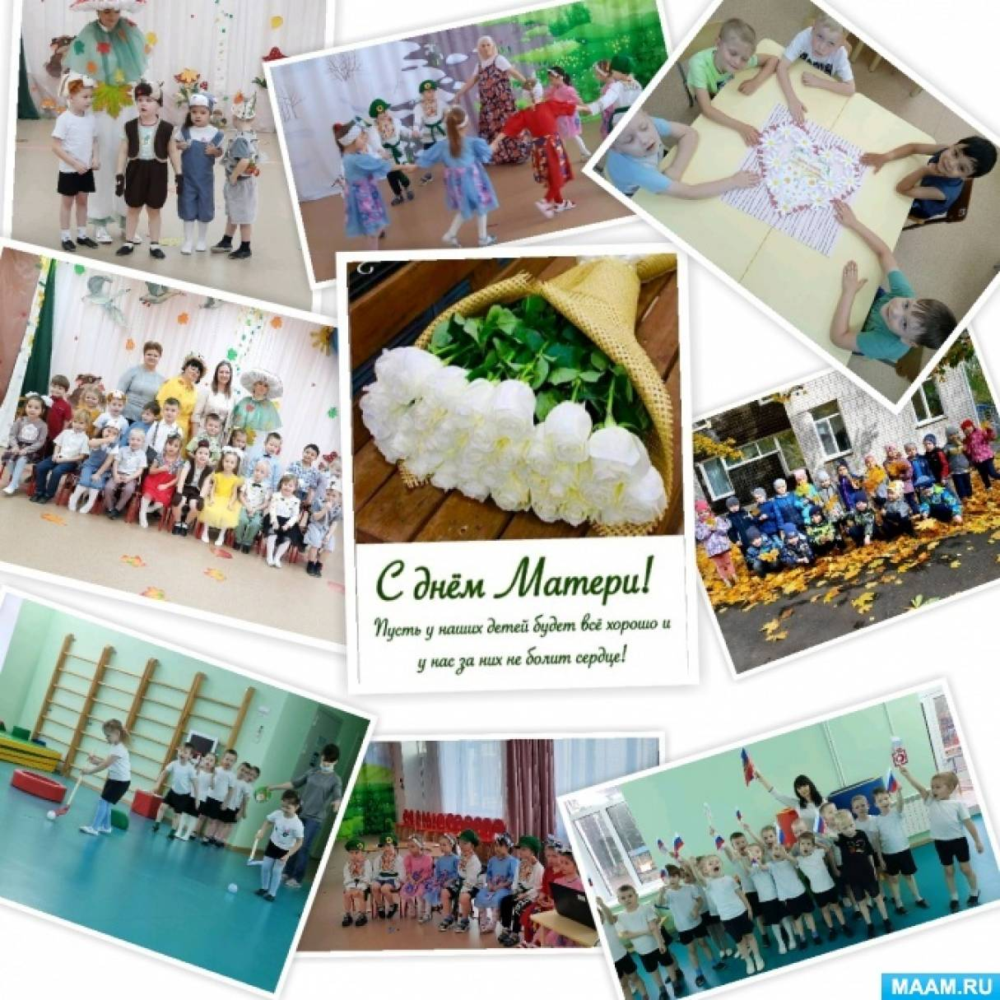 С днём Матери!
Пусть у наших детей будет всё хорошо и
у нас за них не болит сердце!
MAAM.RU